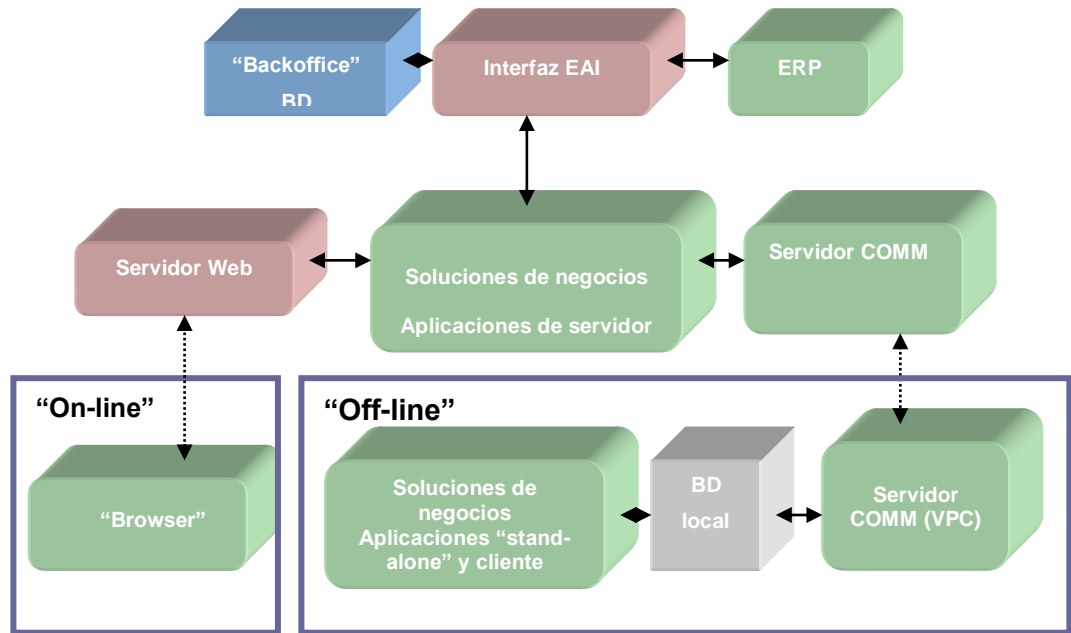 “Backoffice”
BD
Interfaz EAI
ERP
Servidor Web
Soluciones de negocios
Aplicaciones de servidor
Servidor COMM
“On-line”
“Browser”
“Off-line”
Soluciones de
negocios
Aplicaciones “stand-
alone” y cliente
BD
local
Servidor
COMM (VPC)